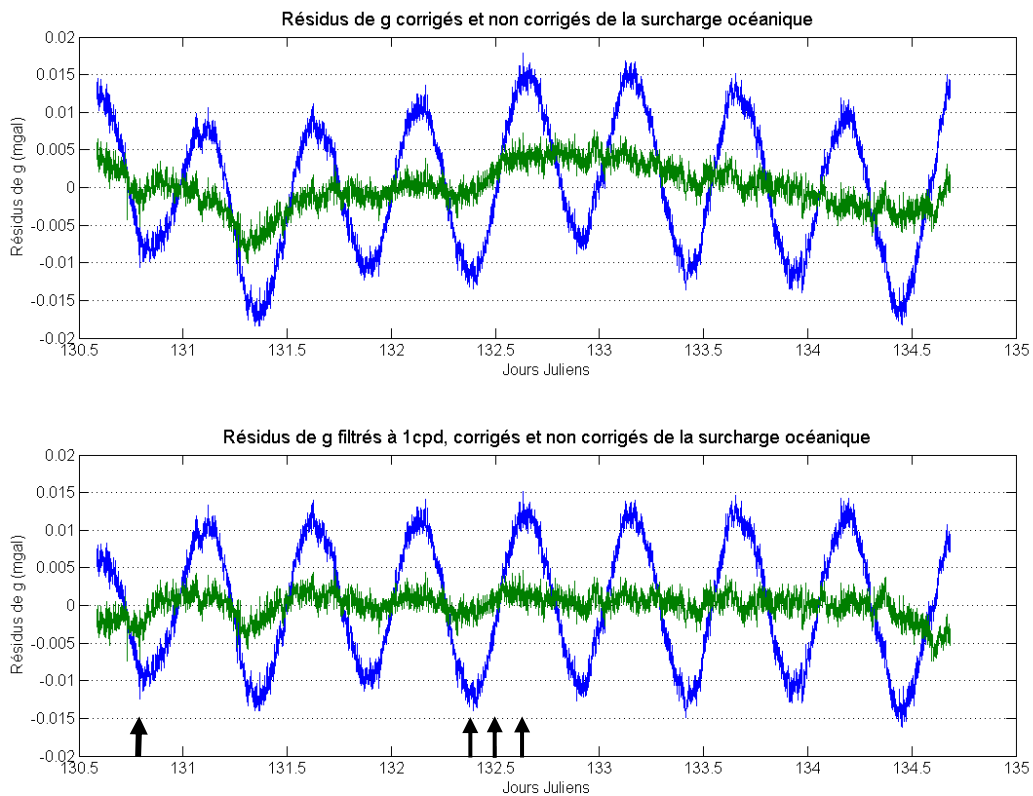 Résidus de g corrigés et non corrigés de la surcharge océanique
Résidus de g (mgal)
0.02
0.015
0.01
0.005
0
-0.005
-0.01
-0.015
-0.02
130.5 131 131.5 132 132.5 133 133.5 134 134.5 135
Jours Juliens
Résidus de g filtrés à 1cpd, corrigés et non corrigés de la surcharge océanique
Résidus de g (mgal)
0.02
0.015
0.01
0.005
0
-0.005
-0.01
-0.015
-0.02
130.5 131 131.5 132 132.5 133 133.5 134 134.5 135
Jours Juliens